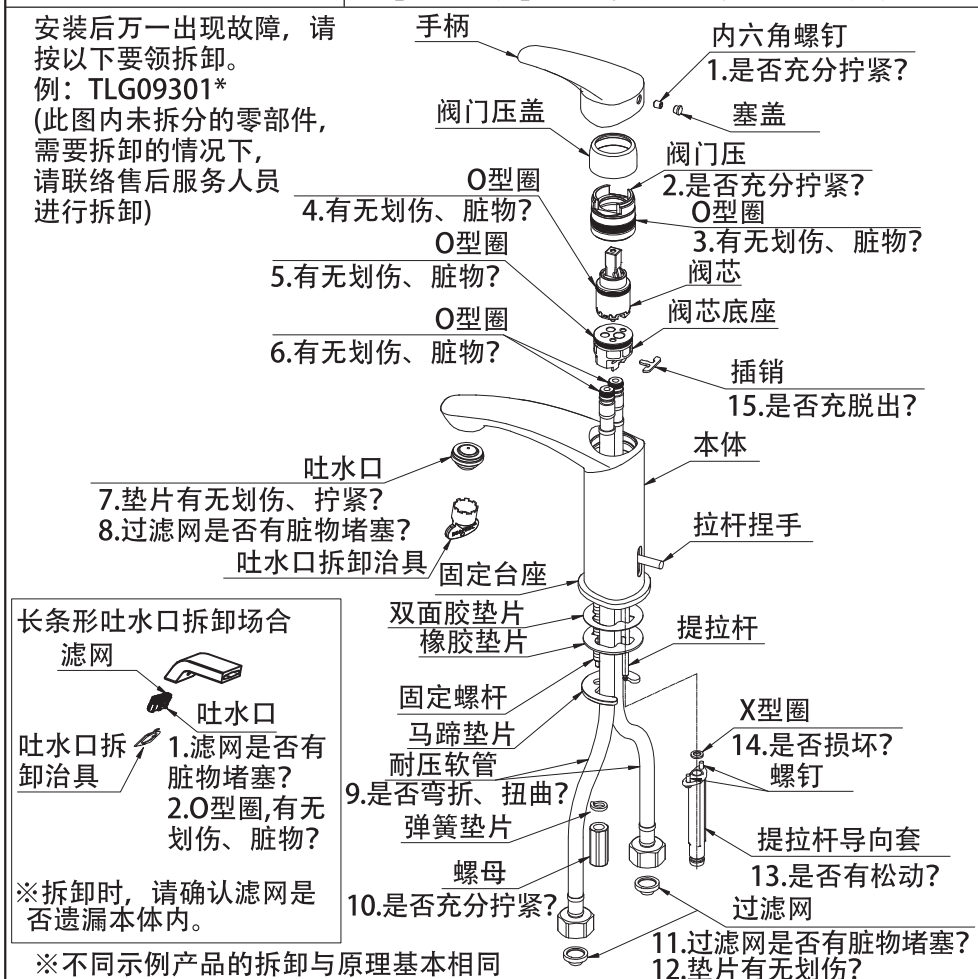 安装后万一出现故障，请
按以下要领拆卸。
例：TLG09301*
(此图内未拆分的零部件,
需要拆卸的情况下,
请联络售后服务人员
进行拆卸)
手柄
内六角螺钉
1.是否充分拧紧?
塞盖
阀门压盖
阀门压
2.是否充分拧紧?
O型圈
4.有无划伤、脏物?
O型圈
3.有无划伤、脏物?
O型圈
5.有无划伤、脏物?
阀芯
阀芯底座
O型圈
6.有无划伤、脏物?
插销
15.是否充脱出?
本体
吐水口
7.垫片有无划伤、拧紧?
8.过滤网是否有脏物堵塞?
吐水口拆卸治具
拉杆捏手
固定台座
双面胶垫片
橡胶垫片
提拉杆
固定螺杆
马蹄垫片
耐压软管
9.是否弯折、扭曲?
弹簧垫片
螺母
10.是否充分拧紧?
X型圈
14.是否损坏?
螺钉
提拉杆导向套
13.是否有松动?
过滤网
11.过滤网是否有脏物堵塞?
12.垫片有无划伤?
长条形吐水口拆卸场合
滤网
吐水口
吐水口拆
卸治具
1.滤网是否有
脏物堵塞?
2.O型圈,有无
划伤、脏物?
※拆卸时，请确认滤网是
否遗漏本体内。
※不同示例产品的拆卸与原理基本相同